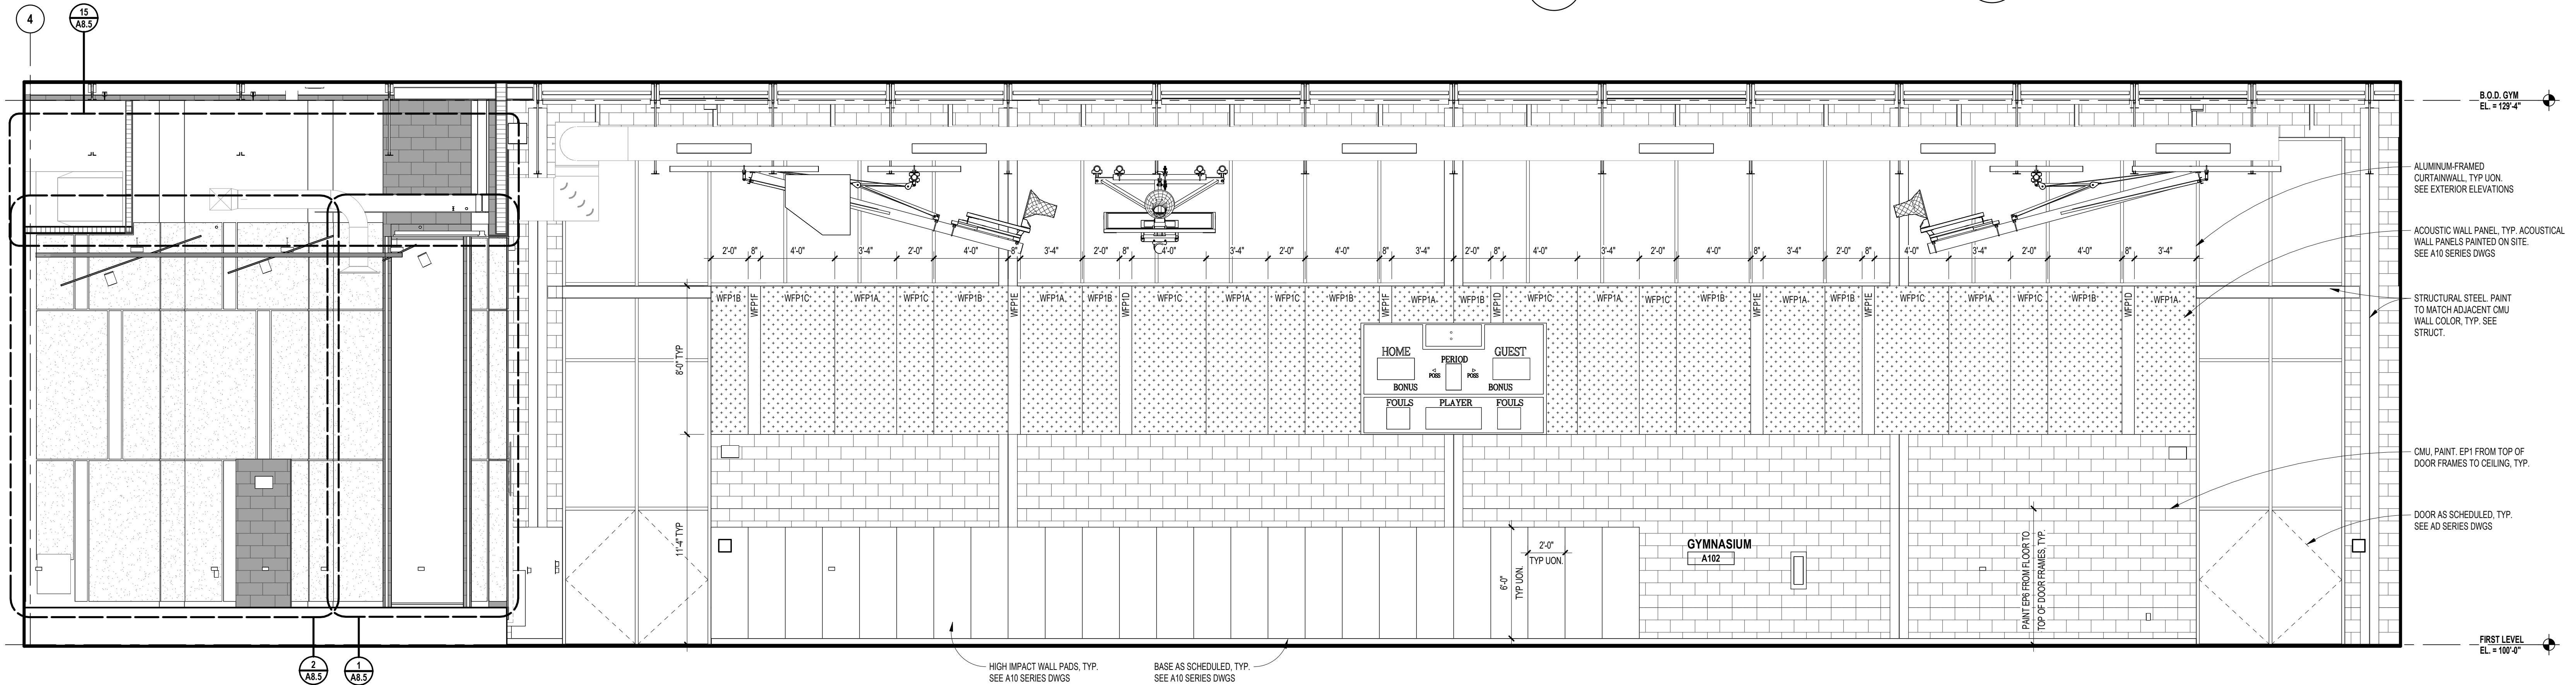 4
15
A8.5
B.O.D. GYM
EL. = 129'-4"
ALUMINUM-FRAMED
CURTAINWALL, TYP UON.
SEE EXTERIOR ELEVATIONS
ACOUSTIC WALL PANEL, TYP. ACOUSTICAL
WALL PANELS PAINTED ON SITE.
SEE A10 SERIES DWGS
2'-0" 8" 4'-0" 3'-4" 2'-0" 4'-0" 8" 3'-4" 2'-0" 8" 4'-0" 3'-4" 2'-0" 4'-0" 8" 3'-4" 2'-0" 8" 4'-0" 3'-4" 2'-0" 4'-0" 8" 3'-4" 2'-0" 8" 4'-0" 3'-4" 2'-0" 4'-0" 8" 3'-4"
WFP1B WFP1F WFP1C WFP1A WFP1C WFP1B WFP1E WFP1A WFP1B WFP1D WFP1C WFP1A WFP1C WFP1B WFP1F WFP1A WFP1B WFP1D WFP1C WFP1A WFP1C WFP1B WFP1E WFP1A WFP1B WFP1E WFP1C WFP1A WFP1C WFP1B WFP1D WFP1A
STRUCTURAL STEEL. PAINT
TO MATCH ADJACENT CMU
WALL COLOR, TYP. SEE
STRUCT.
8'-0" TYP
HOME PERIOD GUEST
POSS POSS
BONUS BONUS
FOULS PLAYER FOULS
CMU, PAINT. EP1 FROM TOP OF
DOOR FRAMES TO CEILING, TYP.
DOOR AS SCHEDULED, TYP.
SEE AD SERIES DWGS
11'-4" TYP
2'-0"
TYP UON.
6'-0"
TYP UON.
GYMNASIUM
A102
PAINT EP6 FROM FLOOR TO
TOP OF DOOR FRAMES, TYP.
FIRST LEVEL
EL. = 100'-0"
2
A8.5
1
A8.5
HIGH IMPACT WALL PADS, TYP.
SEE A10 SERIES DWGS
BASE AS SCHEDULED, TYP.
SEE A10 SERIES DWGS